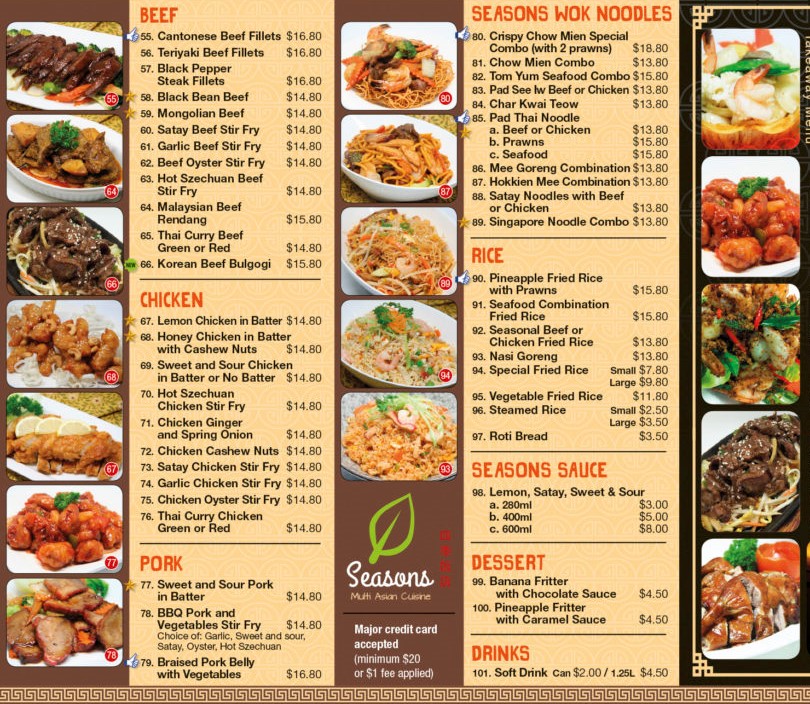 BEEF
55. Cantonese Beef Fillets $16.80
56. Teriyaki Beef Fillets $16.80
57. Black Pepper
Steak Fillets $16.80
58. Black Bean Beef $14.80
59. Mongolian Beef $14.80
60. Satay Beef Stir Fry $14.80
61. Garlic Beef Stir Fry $14.80
62. Beef Oyster Stir Fry $14.80
63. Hot Szechuan Beef
Stir Fry $14.80
64. Malaysian Beef
Rendang $15.80
65. Thai Curry Beef
Green or Red $14.80
NEW
66. Korean Beef Bulgogi $15.80
CHICKEN
67. Lemon Chicken in Batter $14.80
68. Honey Chicken in Batter
with Cashew Nuts $14.80
69. Sweet and Sour Chicken
in Batter or No Batter $14.80
70. Hot Szechuan
Chicken Stir Fry $14.80
71. Chicken Ginger
and Spring Onion $14.80
72. Chicken Cashew Nuts $14.80
73. Satay Chicken Stir Fry $14.80
74. Garlic Chicken Stir Fry $14.80
75. Chicken Oyster Stir Fry $14.80
76. Thai Curry Chicken
Green or Red $14.80
PORK
77. Sweet and Sour Pork
in Batter $14.80
78. BBQ Pork and
Vegetables Stir Fry $14.80
Choice of: Garlic, Sweet and sour,
Satay, Oyster, Hot Szechuan
79. Braised Pork Belly
with Vegetables $16.80
55
64
66
68
67
77
78
80
87
89
94
93
Seasons
Multi Asian Cuisine
Major credit card
accepted
(minimum $20
or $1 fee applied)
SEASONS WOK NOODLES
80. Crispy Chow Mien Special
Combo (with 2 prawns) $18.80
81. Chow Mien Combo $13.80
82. Tom Yum Seafood Combo $15.80
83. Pad See Iw Beef or Chicken $13.80
84. Char Kwai Teow $13.80
85. Pad Thai Noodle
a. Beef or Chicken $13.80
b. Prawns $15.80
c. Seafood $15.80
86. Mee Goreng Combination $13.80
87. Hokkien Mee Combination $13.80
88. Satay Noodles with Beef
or Chicken $13.80
89. Singapore Noodle Combo $13.80
RICE
90. Pineapple Fried Rice
with Prawns $15.80
91. Seafood Combination
Fried Rice $15.80
92. Seasonal Beef or
Chicken Fried Rice $13.80
93. Nasi Goreng $13.80
94. Special Fried Rice Small $7.80
Large $9.80
95. Vegetable Fried Rice $11.80
96. Steamed Rice Small $2.50
Large $3.50
97. Roti Bread $3.50
SEASONS SAUCE
98. Lemon, Satay, Sweet & Sour
a. 280ml $3.00
b. 400ml $5.00
c. 600ml $8.00
DESSERT
99. Banana Fritter
with Chocolate Sauce $4.50
100. Pineapple Fritter
with Caramel Sauce $4.50
DRINKS
101. Soft Drink Can $2.00 / 1.25L $4.50
Takeaway Menu